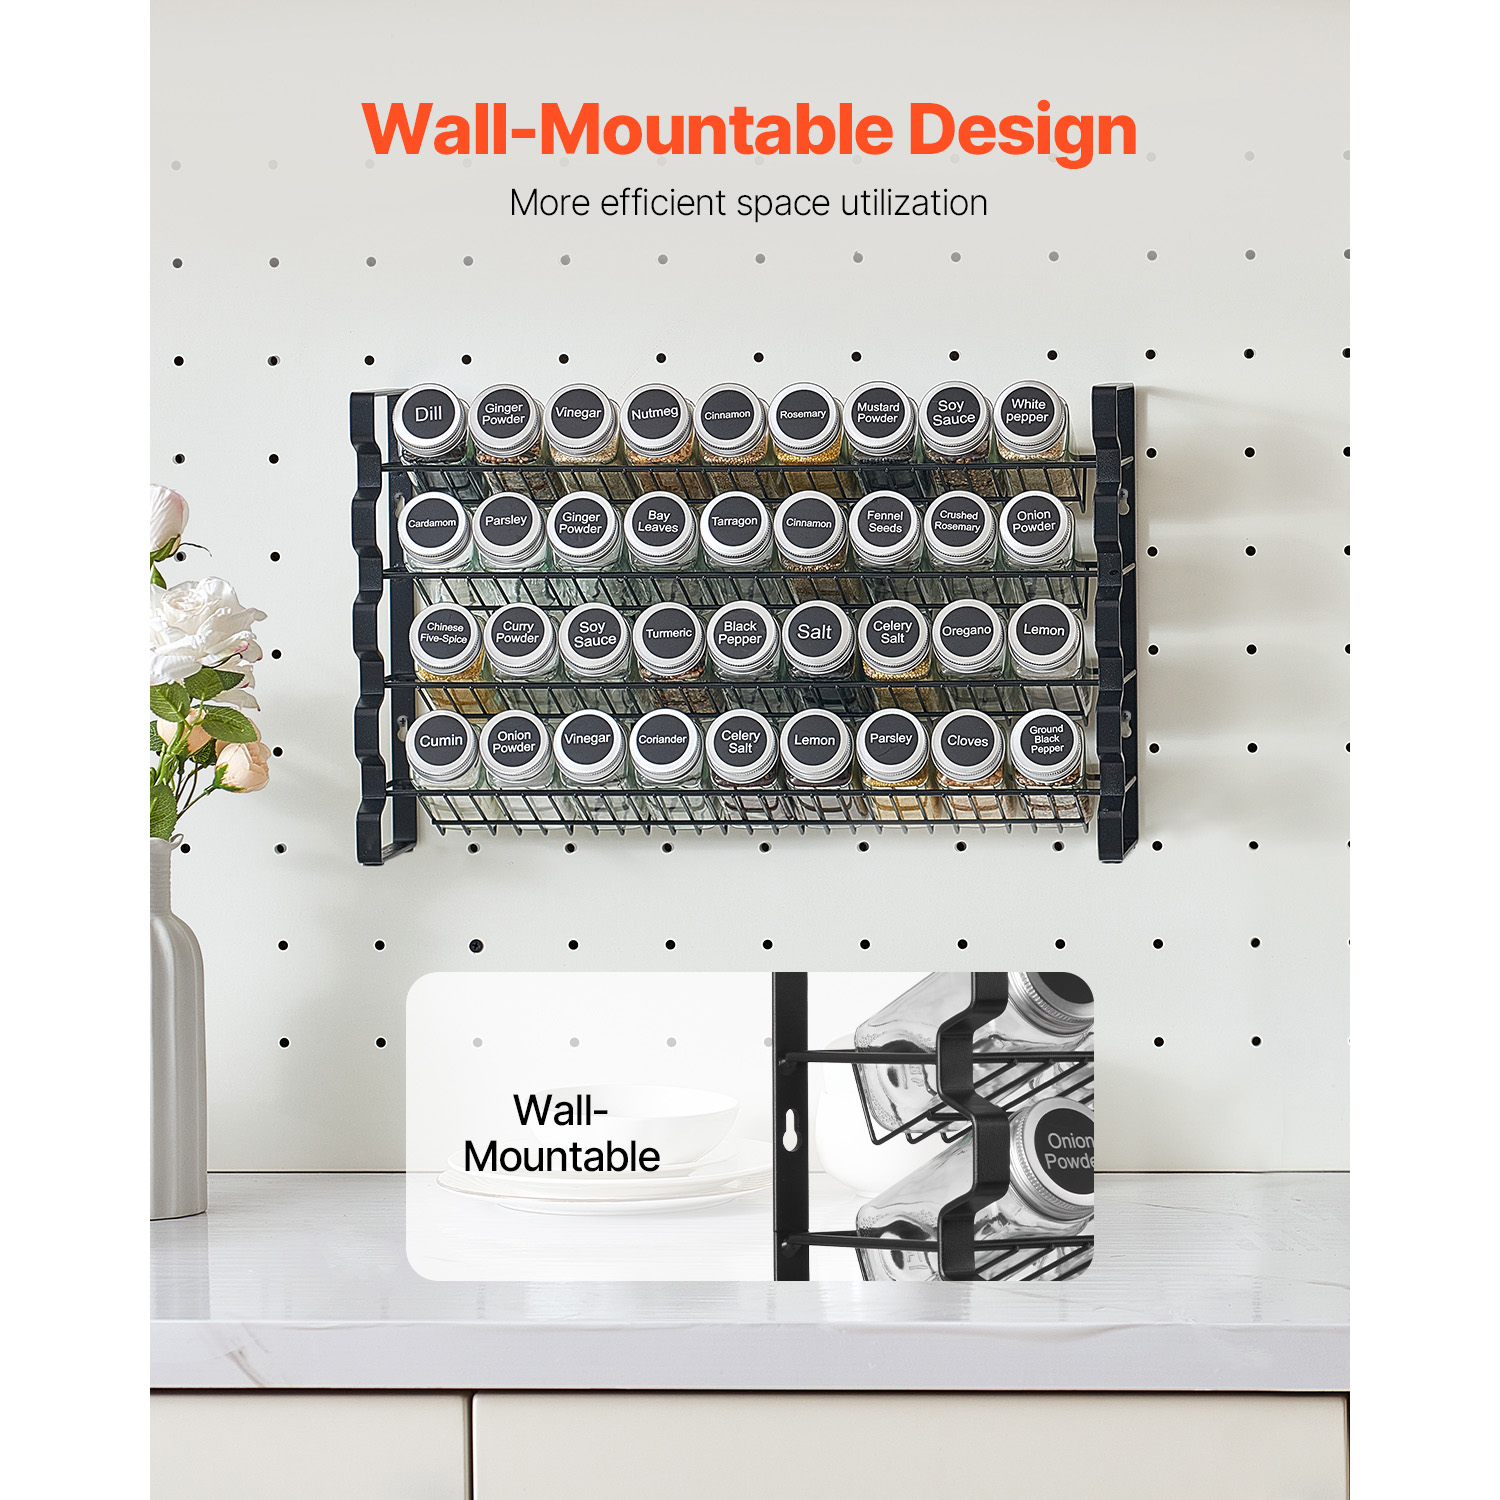 Wall-Mountable Design
More efficient space utilization
Dill
Ginger
Powder
Vinegar
Nutmeg
Cinnamon
Rosemary
Mustard
Powder
Soy
Sauce
White
pepper
Cardamom
Parsley
Ginger
Powder
Bay
Leaves
Tarragon
Cinnamon
Fennel
Seeds
Crushed
Rosemary
Onion
Powder
Chinese
Five-Spice
Curry
Powder
Soy
Sauce
Turmeric
Black
Pepper
Salt
Celery
Salt
Oregano
Lemon
Cumin
Onion
Powder
Vinegar
Coriander
Celery
Salt
Lemon
Parsley
Cloves
Ground
Black
Pepper
Wall-
Mountable
Onion
Powde